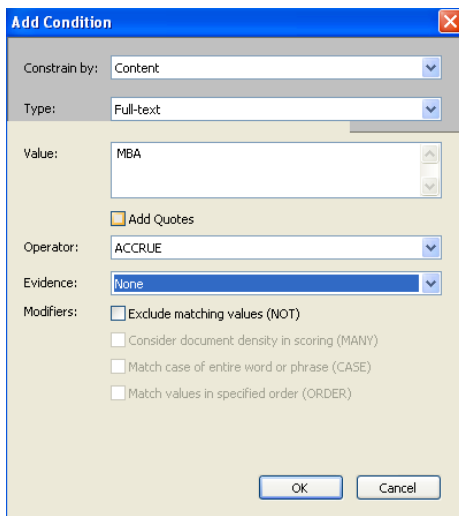 Add Condition
Constrain by: Content
Type: Full-text
Value: MBA
Add Quotes
Operator: ACCRUE
Evidence: None
Modifiers: Exclude matching values (NOT)
Consider document density in scoring (MANY)
Match case of entire word or phrase (CASE)
Match values in specified order (ORDER)
OK Cancel